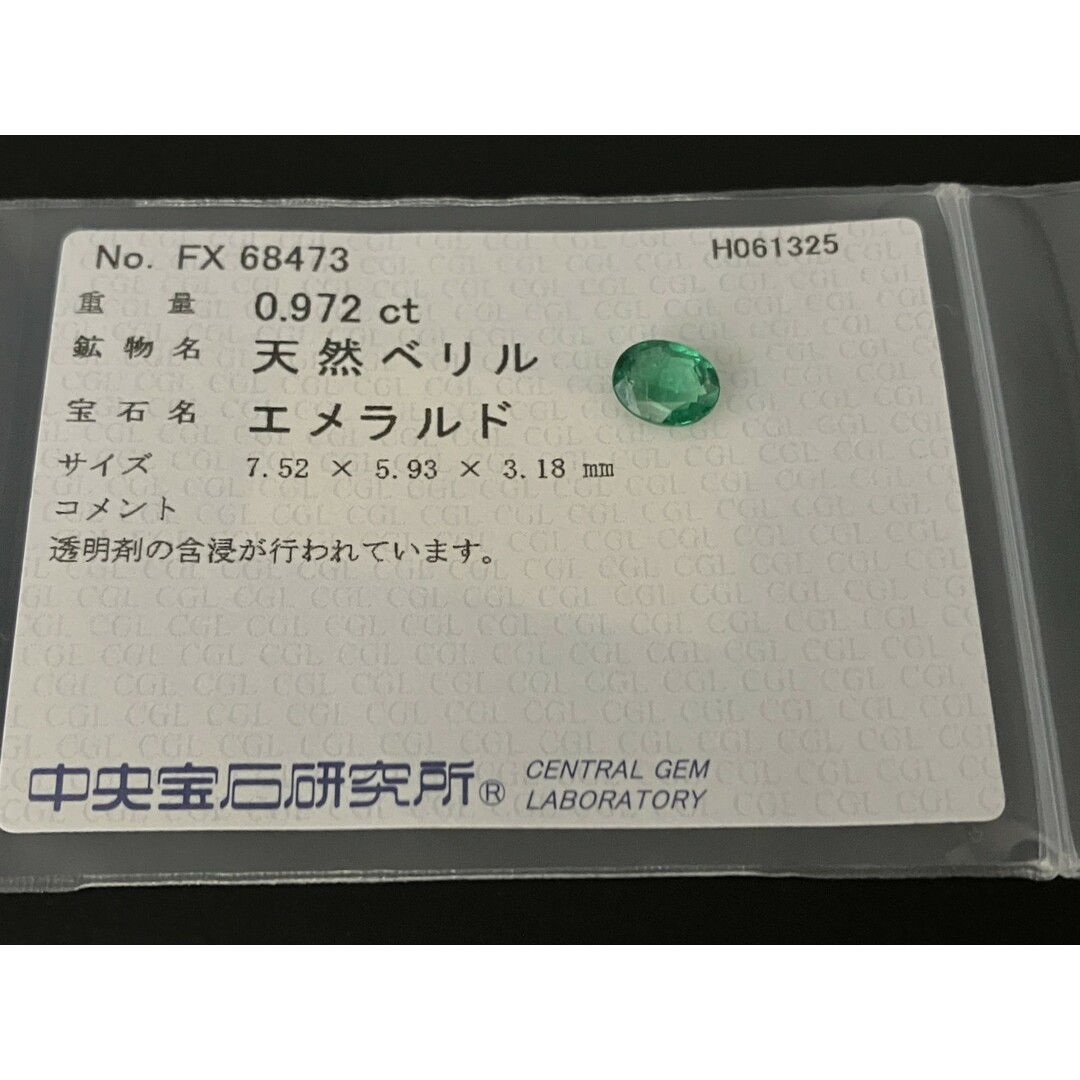 No. FX 68473 H061325
重量 0.972 ct
鉱物名 天然ベリル
宝石名 エメラルド
サイズ 7.52 × 5.93 × 3.18 mm
コメント
透明剤の含浸が行われています。
中央宝石研究所® CENTRAL GEM
LABORATORY